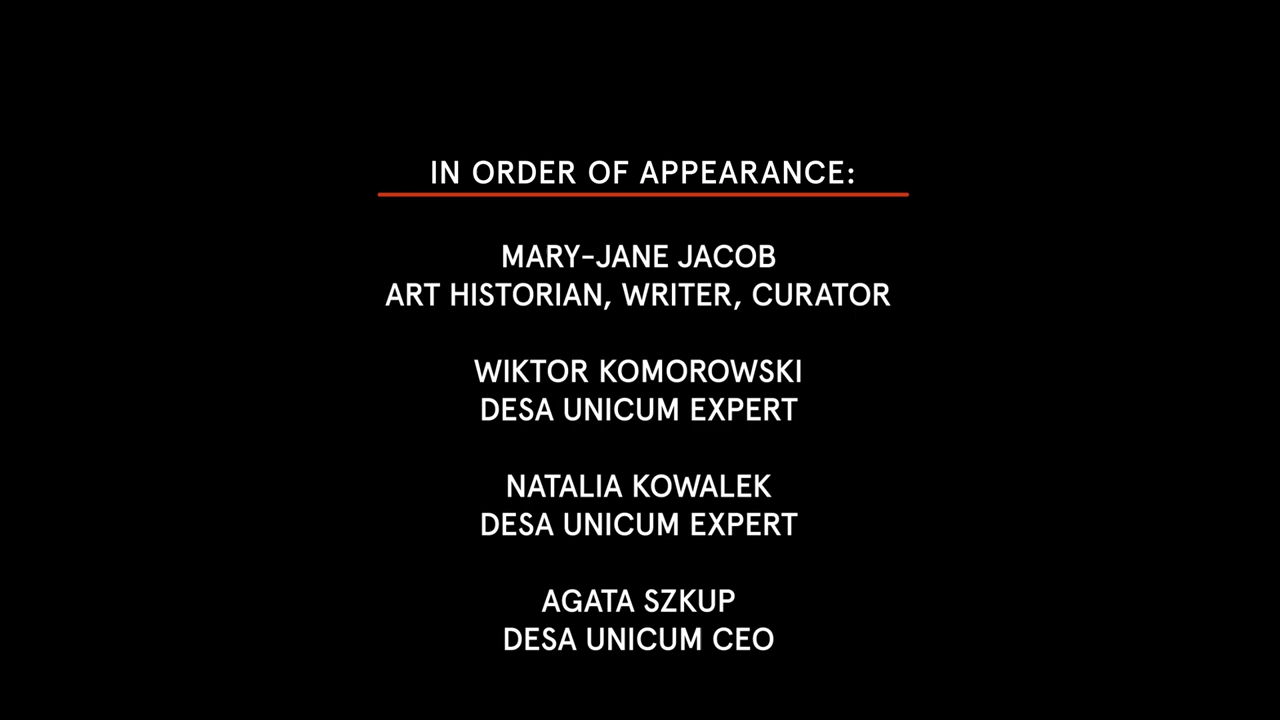 IN ORDER OF APPEARANCE:
MARY-JANE JACOB
ART HISTORIAN, WRITER, CURATOR
WIKTOR KOMOROWSKI
DESA UNICUM EXPERT
NATALIA KOWALEK
DESA UNICUM EXPERT
AGATA SZKUP
DESA UNICUM CEO